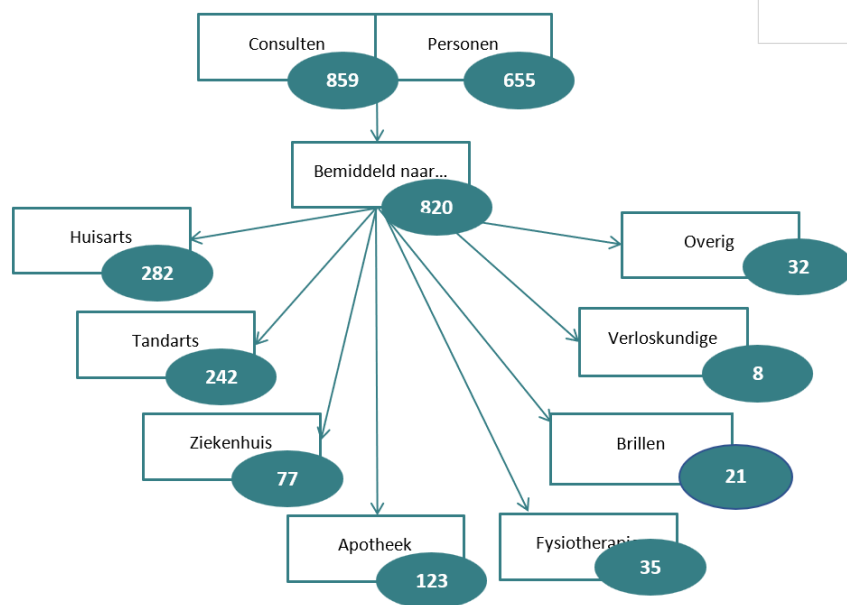 Consulten
859
Personen
655
Bemiddeld naar...
820
Huisarts
282
Overig
32
Tandarts
242
Verloskundige
8
Ziekenhuis
77
Brillen
21
Apotheek
123
Fysiotherapie
35